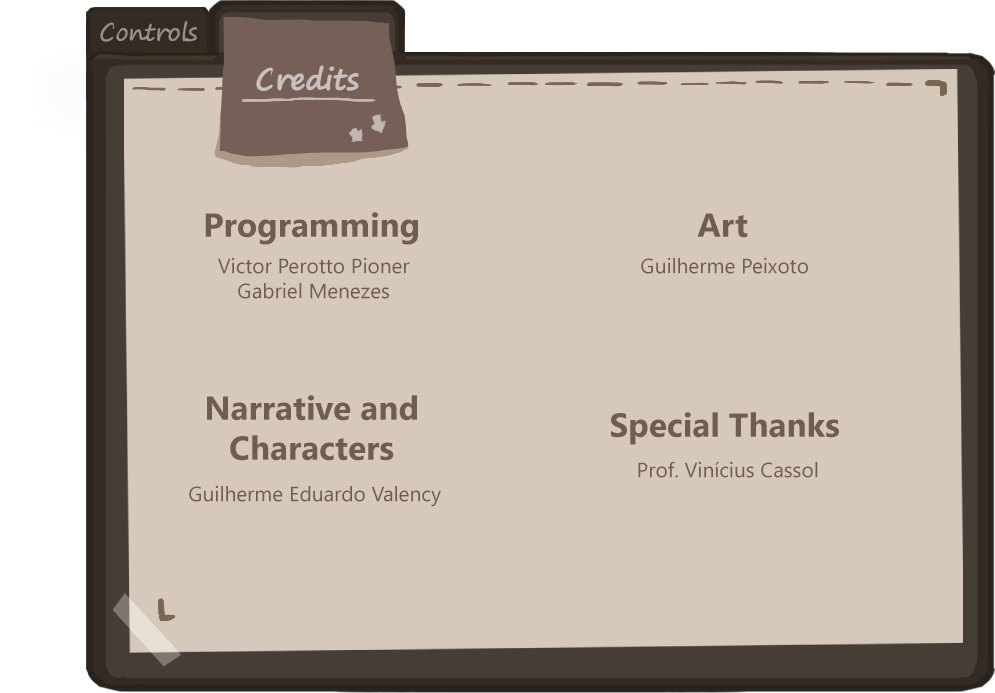 Controls
Credits
Programming
Victor Perotto Pioner
Gabriel Menezes
Art
Guilherme Peixoto
Narrative and
Characters
Guilherme Eduardo Valency
Special Thanks
Prof. Vinícius Cassol